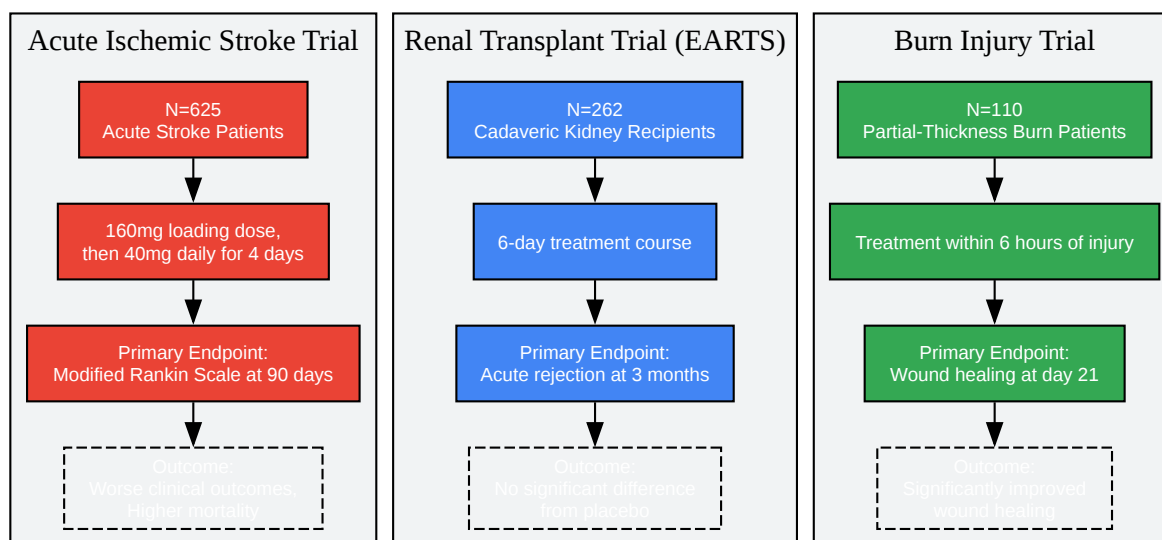 Acute Ischemic Stroke Trial
N=625
Acute Stroke Patients
160mg loading dose,
then 40mg daily for 4 days
Primary Endpoint:
Modified Rankin Scale at 90 days
Outcome:
Worse clinical outcomes,
Higher mortality
Renal Transplant Trial (EARTS)
N=262
Cadaveric Kidney Recipients
6-day treatment course
Primary Endpoint:
Acute rejection at 3 months
Outcome:
No significant difference
from placebo
Burn Injury Trial
N=110
Partial-Thickness Burn Patients
Treatment within 6 hours of injury
Primary Endpoint:
Wound healing at day 21
Outcome:
Significantly improved
wound healing